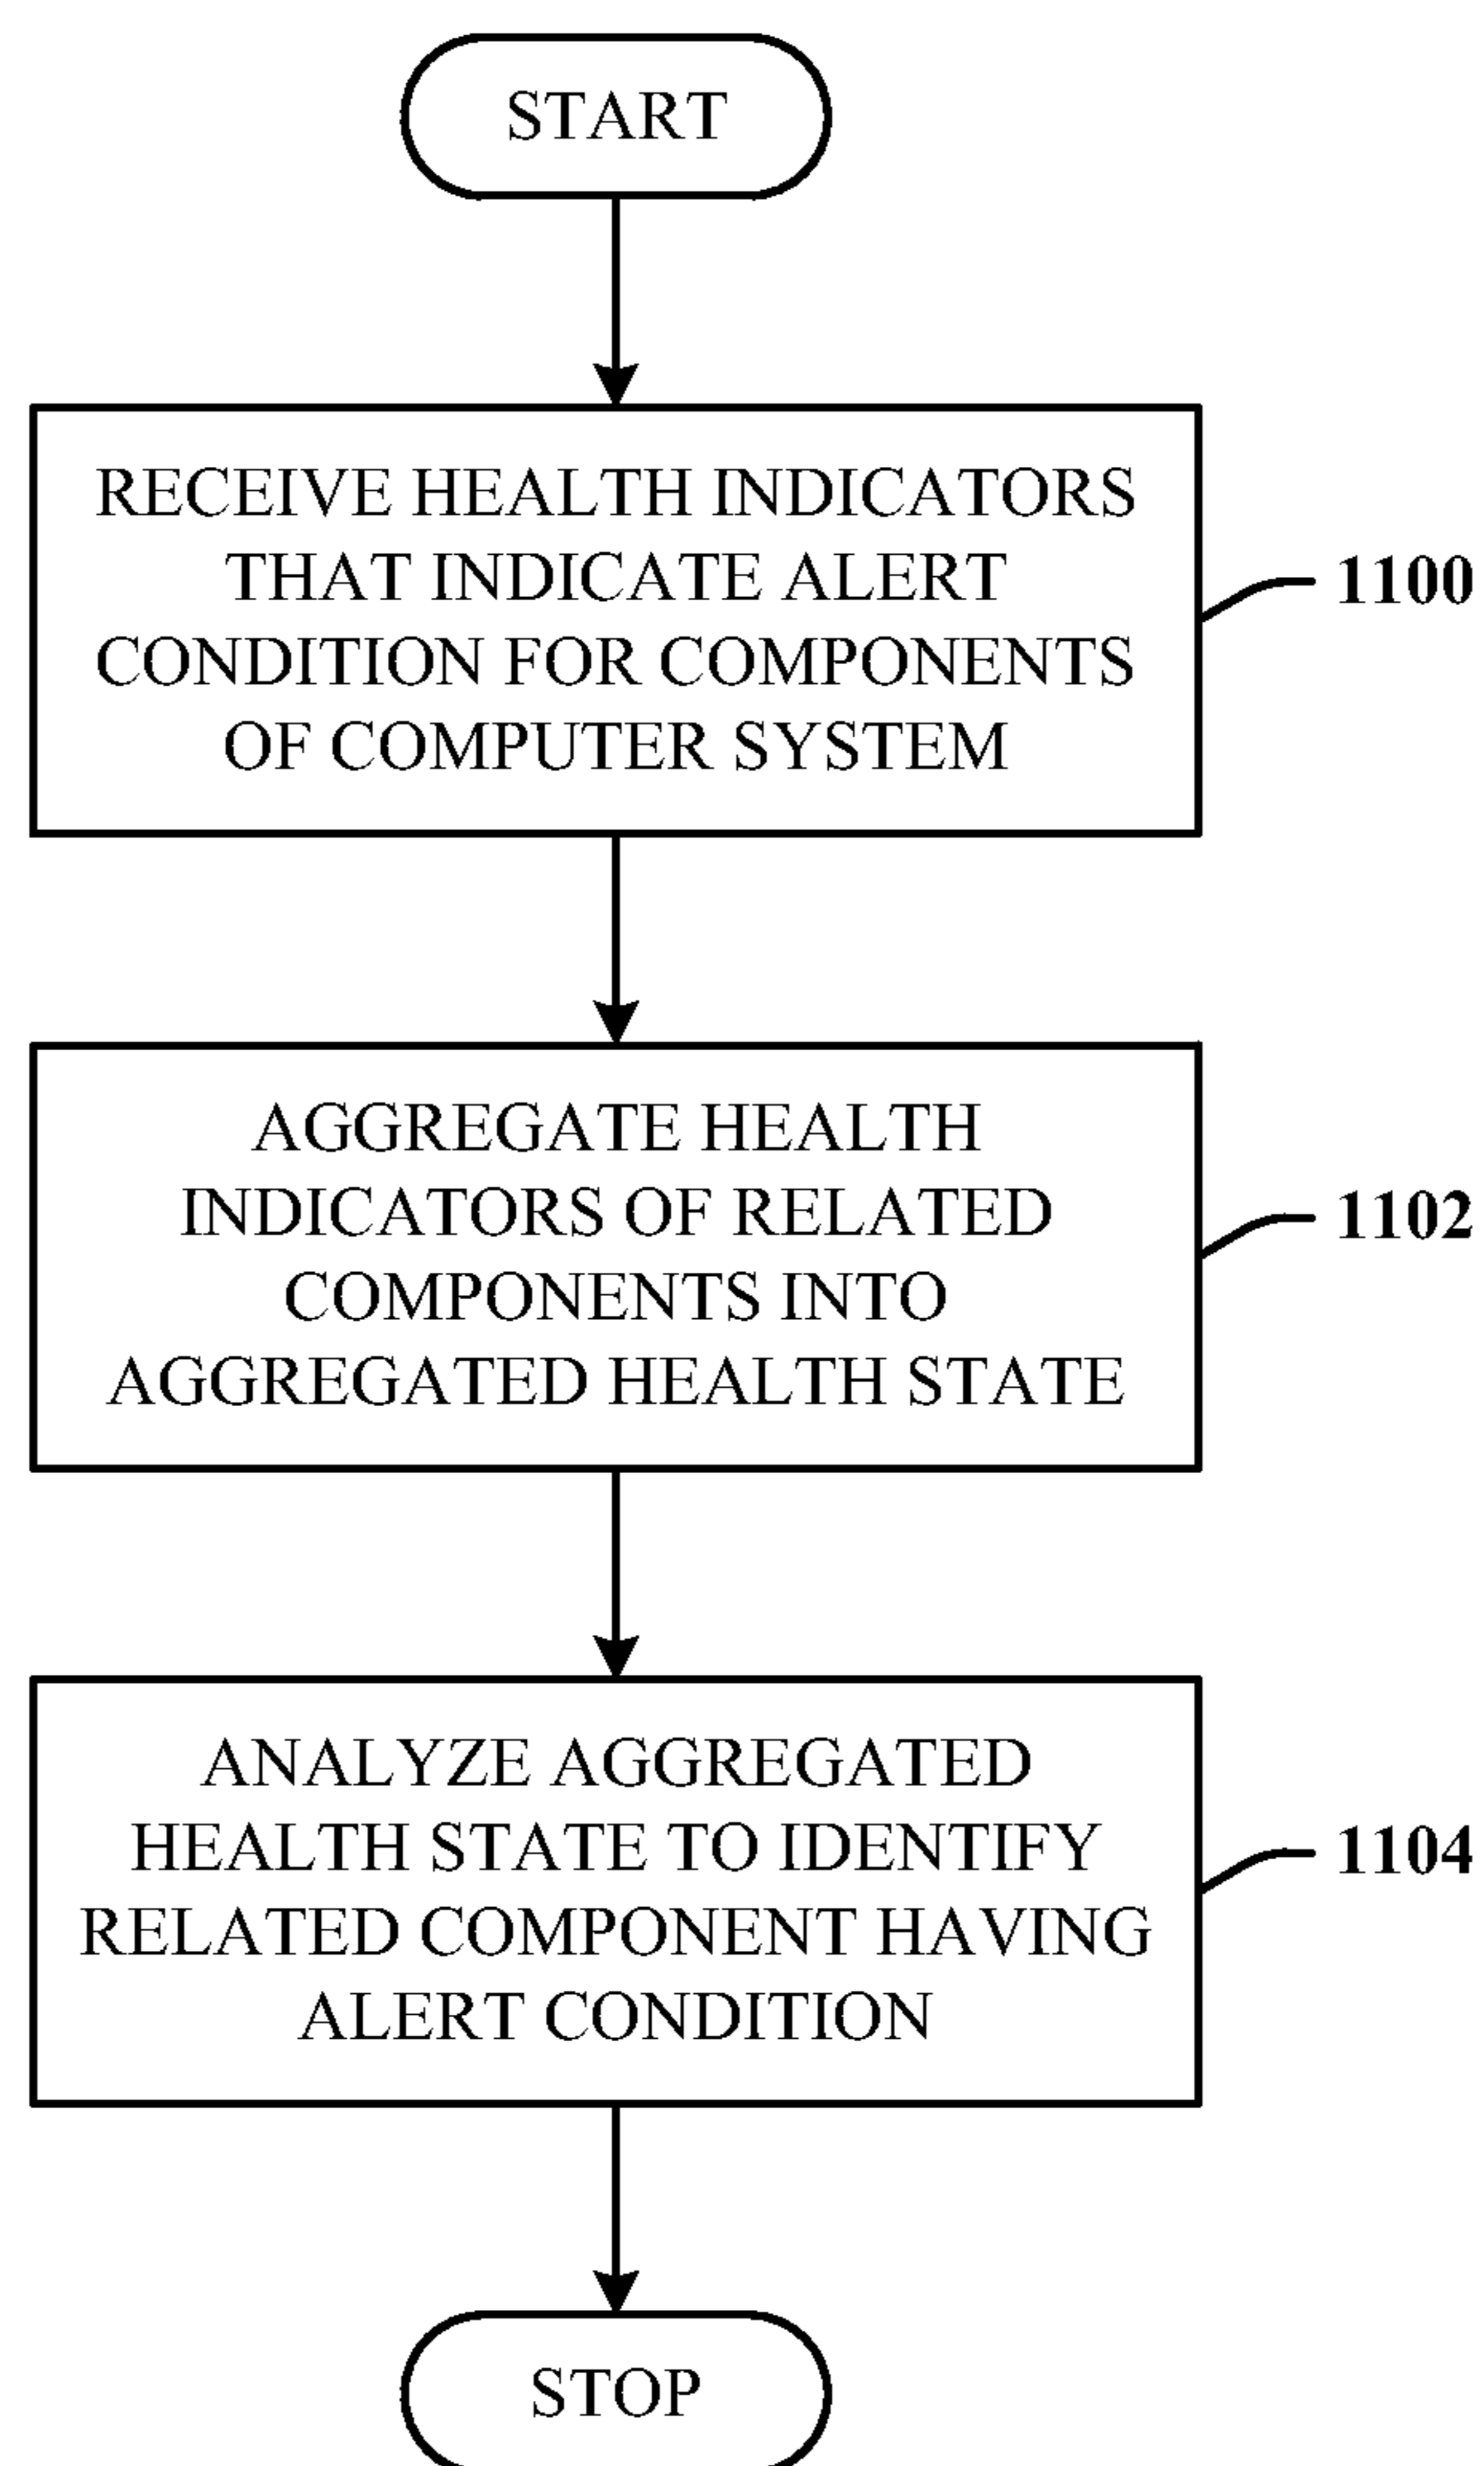 START
RECEIVE HEALTH INDICATORS
THAT INDICATE ALERT
CONDITION FOR COMPONENTS
OF COMPUTER SYSTEM
1100
AGGREGATE HEALTH
INDICATORS OF RELATED
COMPONENTS INTO
AGGREGATED HEALTH STATE
1102
ANALYZE AGGREGATED
HEALTH STATE TO IDENTIFY
RELATED COMPONENT HAVING
ALERT CONDITION
1104
STOP